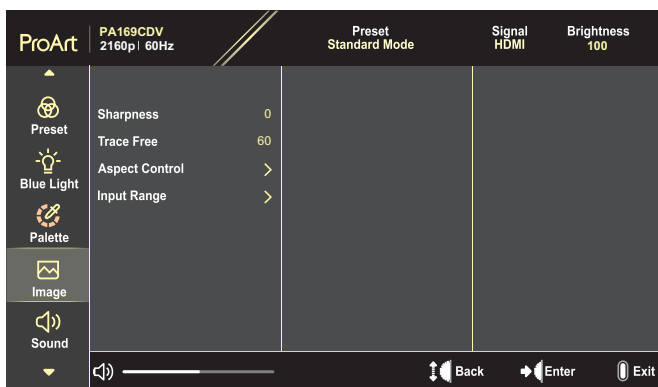 ProArt
PA169CDV
2160p 60Hz
Preset
Standard Mode
Signal
HDMI
Brightness
100
Preset
Blue Light
Palette
Image
Sound
Sharpness 0
Trace Free 60
Aspect Control
Input Range
Back
Enter
Exit